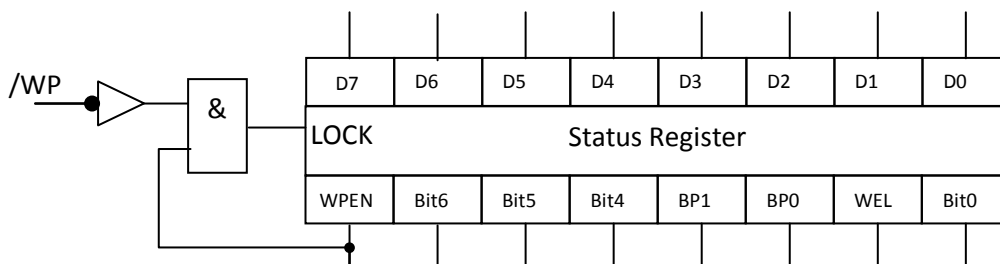 D7 D6 D5 D4 D3 D2 D1 D0
/WP
&
LOCK Status Register
WPEN Bit6 Bit5 Bit4 BP1 BP0 WEL Bit0